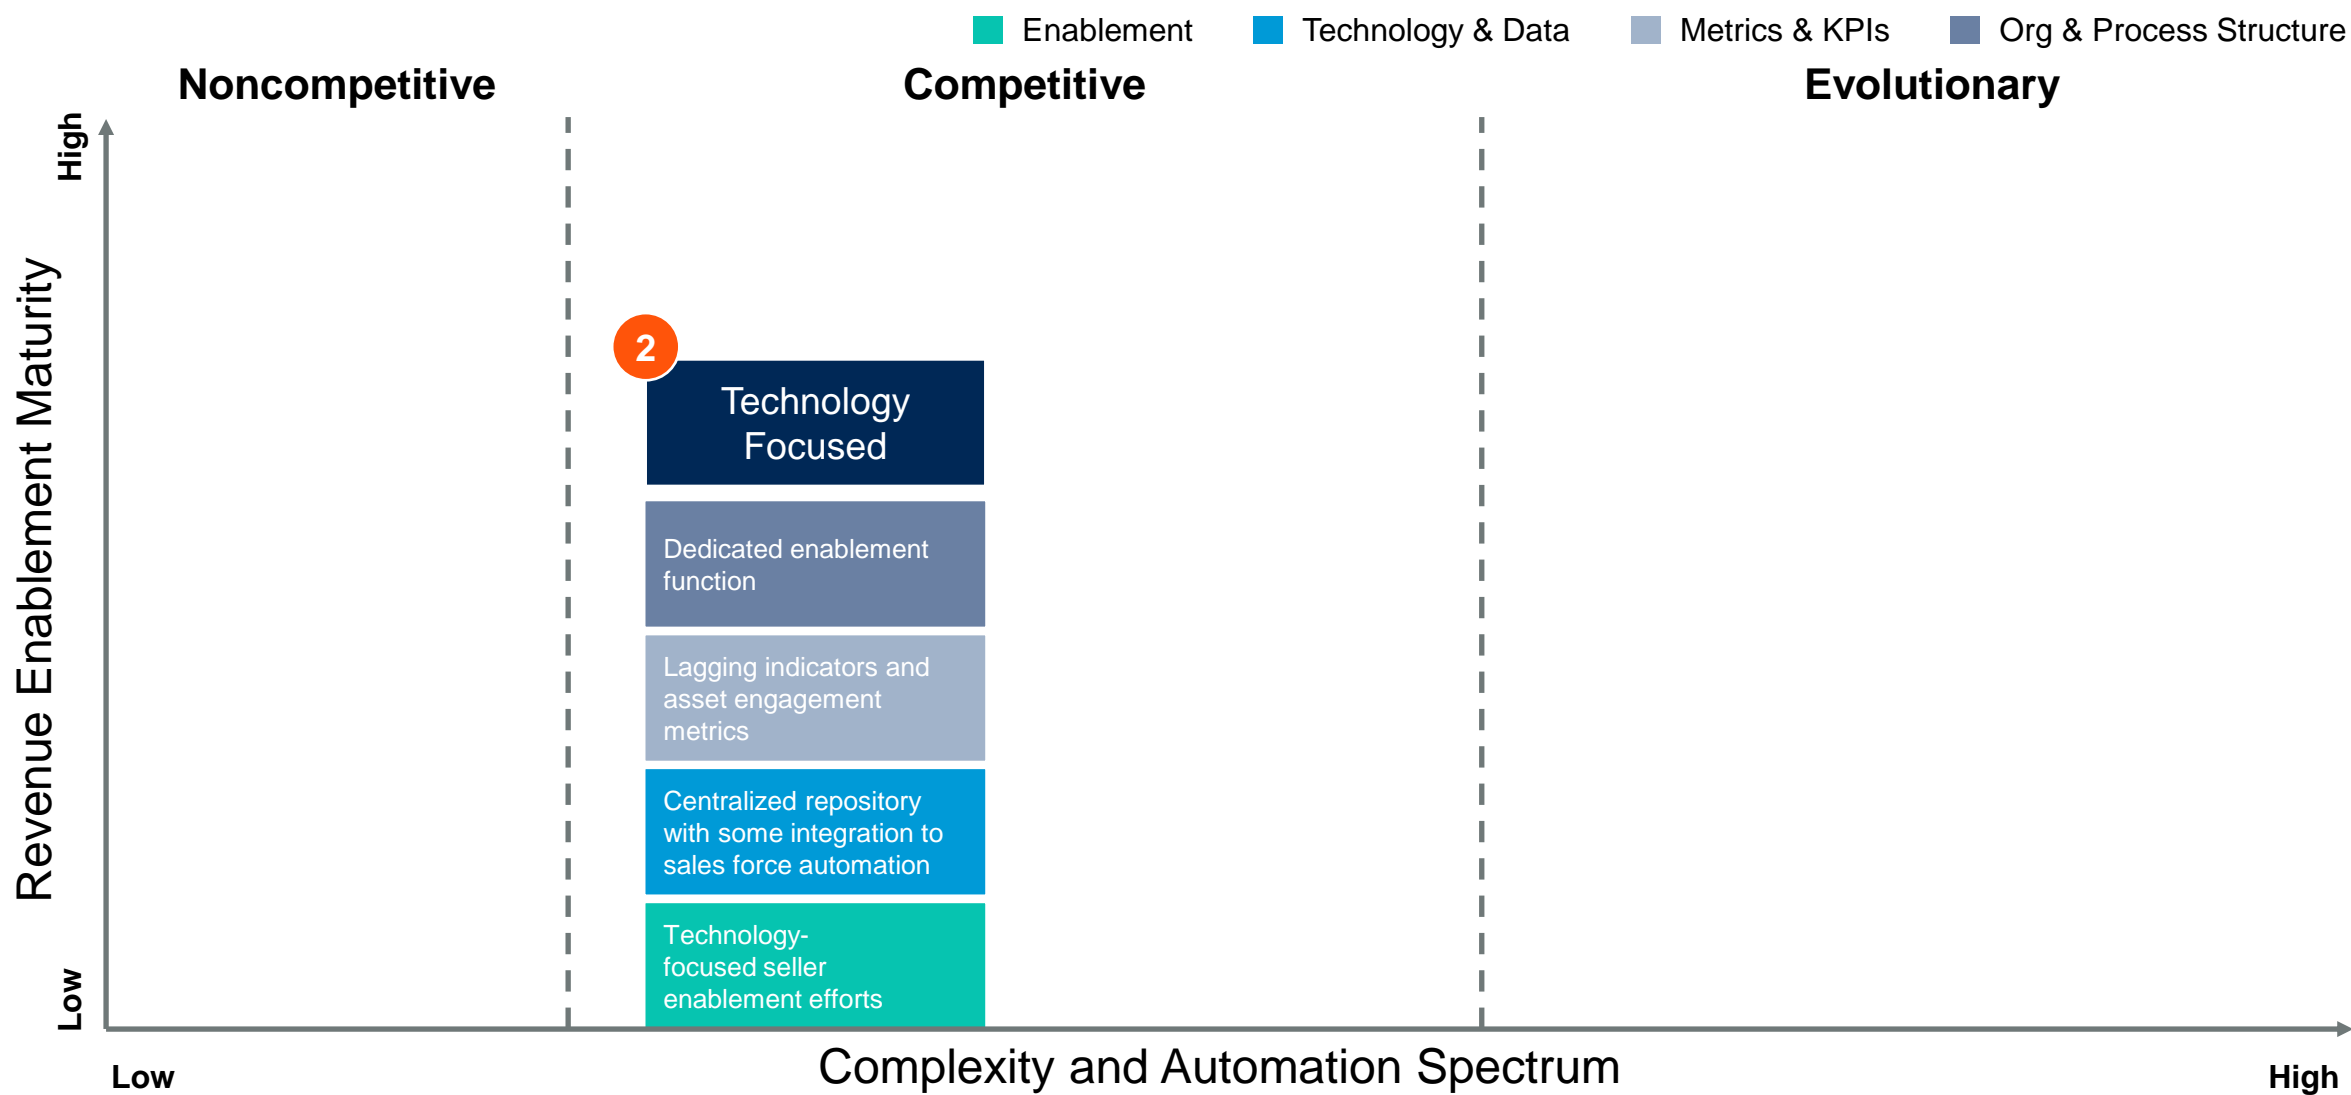 Enablement
Technology & Data
Metrics & KPIs
Org & Process Structure
Noncompetitive
Competitive
Evolutionary
High
Revenue Enablement Maturity
Low
2
Technology
Focused
Dedicated enablement
function
Lagging indicators and
asset engagement
metrics
Centralized repository
with some integration to
sales force automation
Technology-
focused seller
enablement efforts
Low
Complexity and Automation Spectrum
High